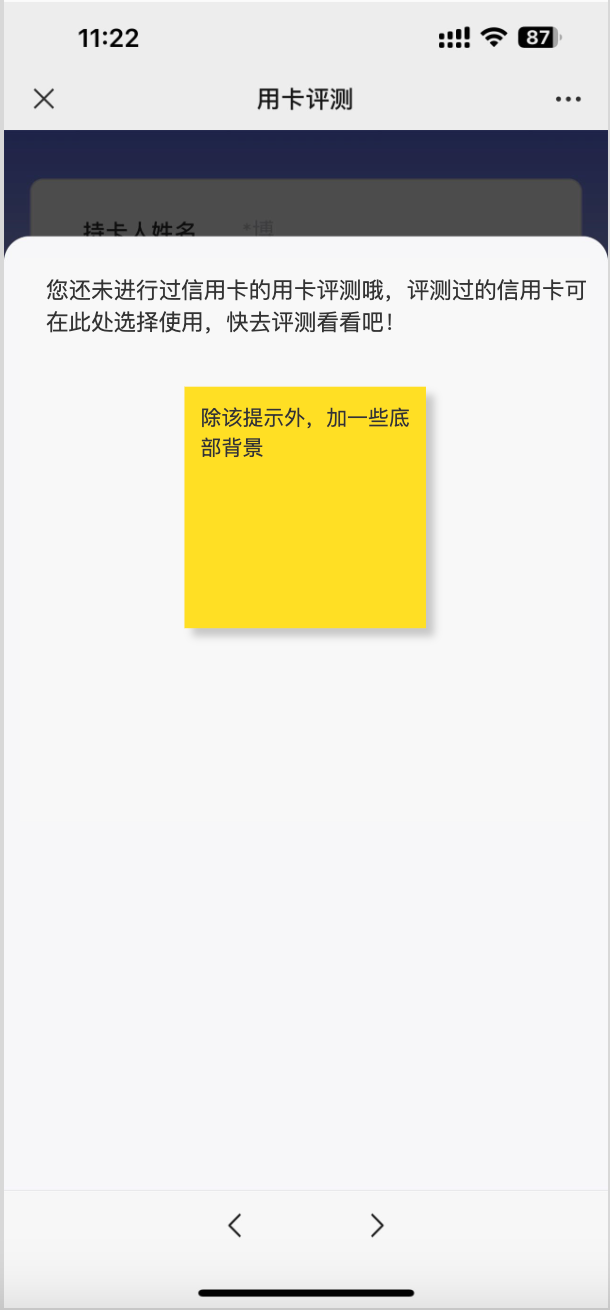 11:22
87
用卡评测
持卡人姓名 *博
您还未进行过信用卡的用卡评测哦，评测过的信用卡可
在此处选择使用，快去评测看看吧！
除该提示外，加一些底
部背景